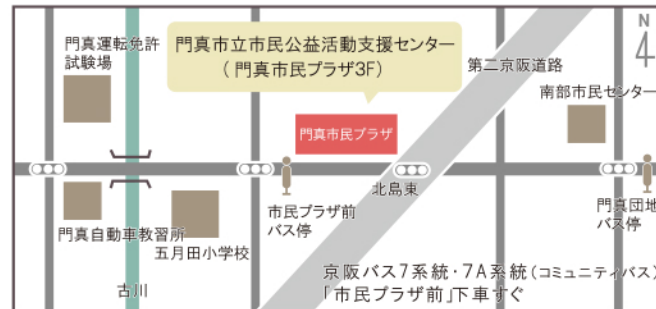 門真運転免許
試験場
門真市立市民公益活動支援センター
(門真市民プラザ3F)
第二京阪道路
N
4
南部市民センター
門真市民プラザ
北島東
市民プラザ前
バス停
門真団地
バス停
門真自動車教習所
五月田小学校
古川
京阪バス7系統・7A系統(コミュニティバス)
「市民プラザ前」下車すぐ